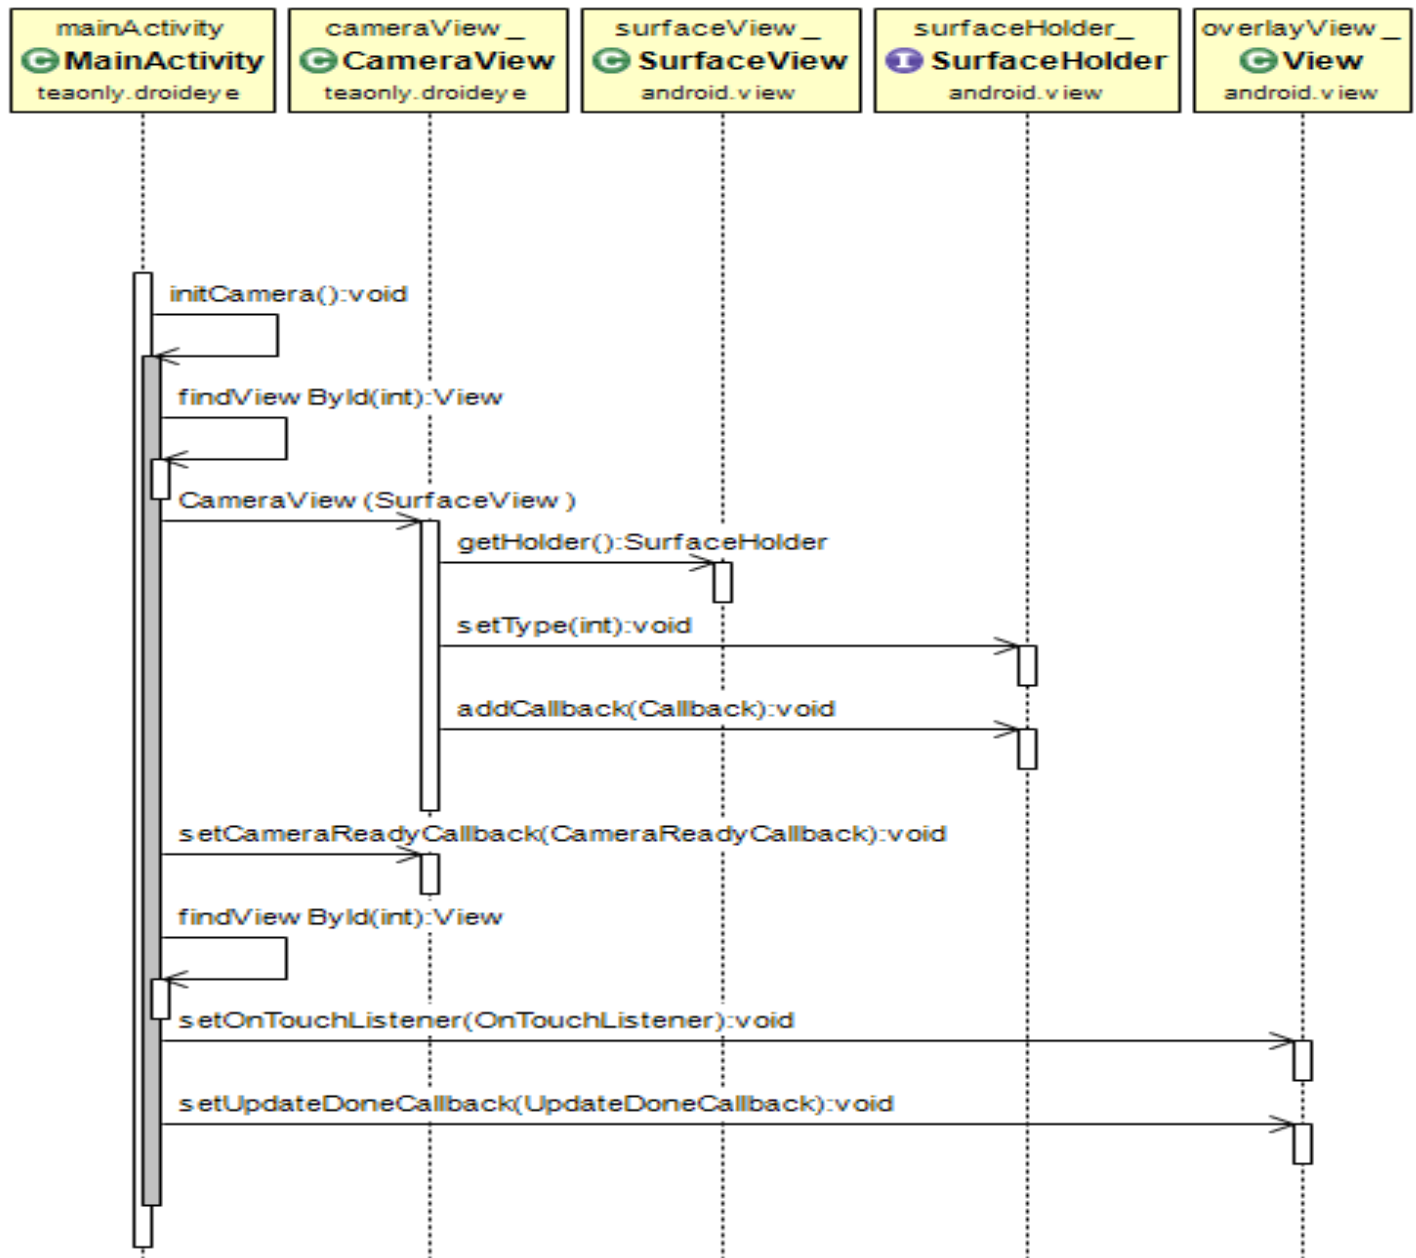 mainActivity
C MainActivity
teaonly.droideye
cameraView_
C CameraView
teaonly.droideye
surfaceView_
C SurfaceView
android.view
surfaceHolder_
I SurfaceHolder
android.view
overlayView_
C View
android.view
initCamera():void
findViewById(int):View
CameraView(SurfaceView)
getHolder():SurfaceHolder
setType(int):void
addCallback(Callback):void
setCameraReadyCallback(CameraReadyCallback):void
findViewById(int):View
setOnTouchListener(OnTouchListener):void
setUpdateDoneCallback(UpdateDoneCallback):void